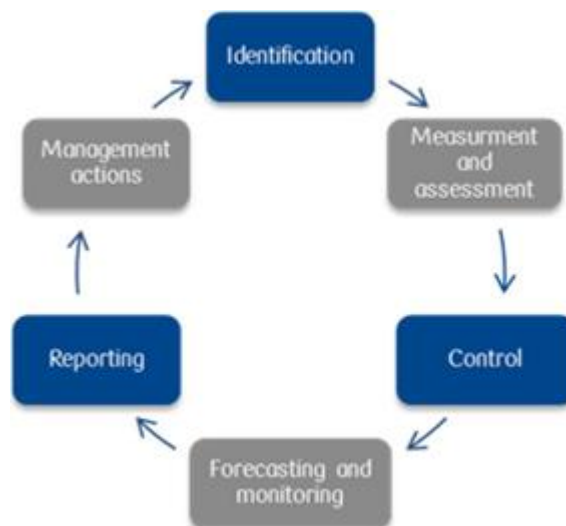 Identification
Measurment
and
assessment
Control
Forecasting and
monitoring
Reporting
Management
actions